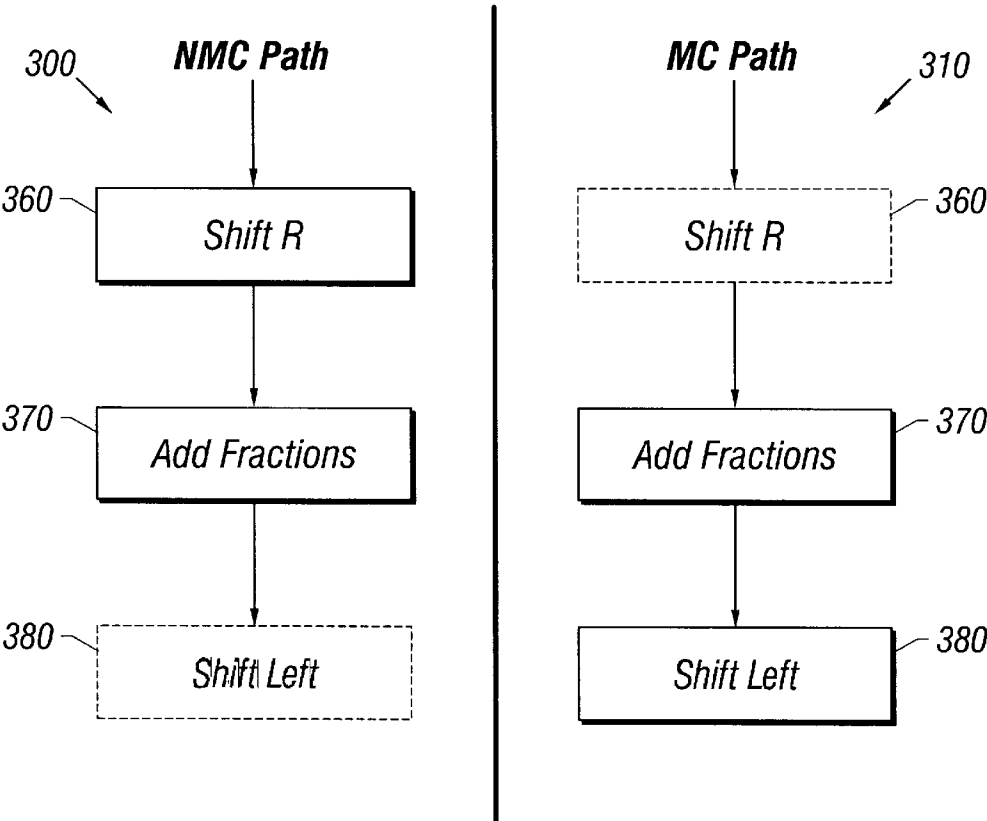 300
NMC Path
360
Shift R
370
Add Fractions
380
Shift Left
MC Path
310
Shift R
360
Add Fractions
370
Shift Left
380